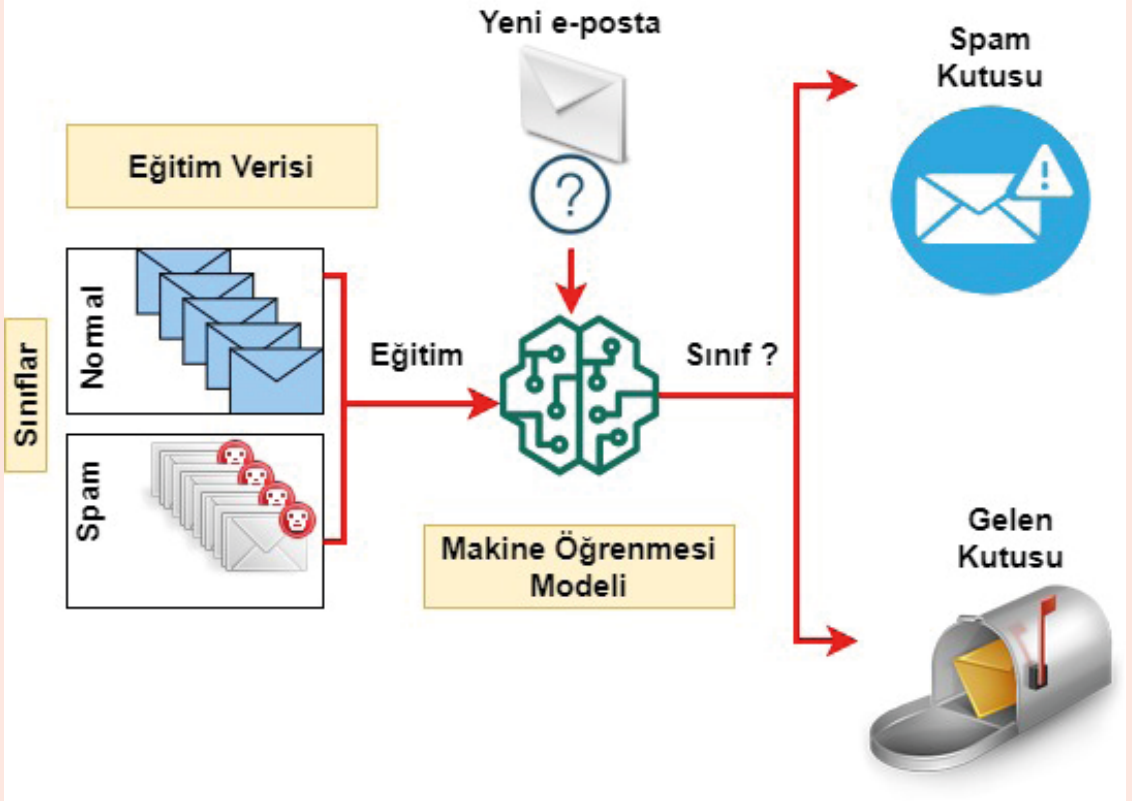 Yeni e-posta
Spam
Kutusu
Eğitim Verisi
?
Sınıflar
Normal
Spam
Eğitim
Sınıf ?
Makine Öğrenmesi
Modeli
Gelen
Kutusu